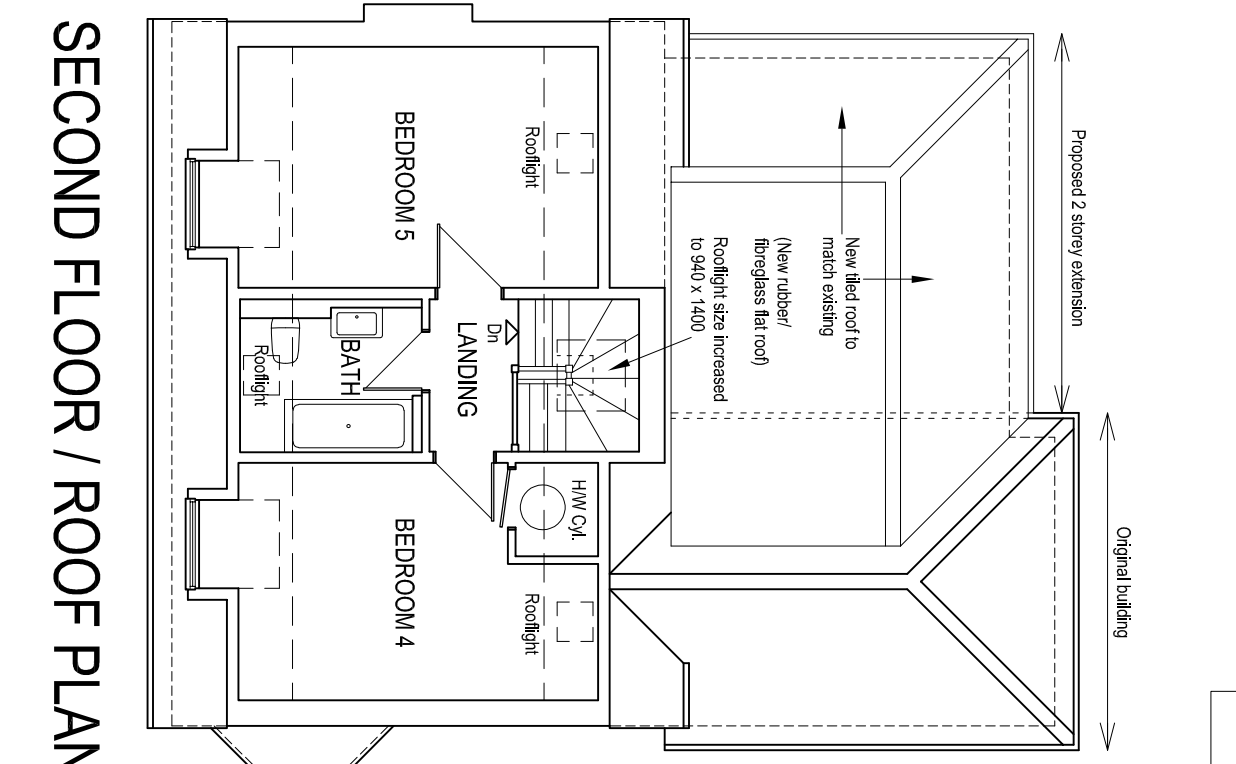 SECOND FLOOR / ROOF PLAN
BEDROOM 5
Rooflight
BATH
Rooflight
LANDING
Dn
H/W Cyl.
BEDROOM 4
Rooflight
Proposed 2 storey extension
New tiled roof to
match existing
(New rubber/
fibreglass flat roof)
Rooflight size increased
to 940 x 1400
Original building